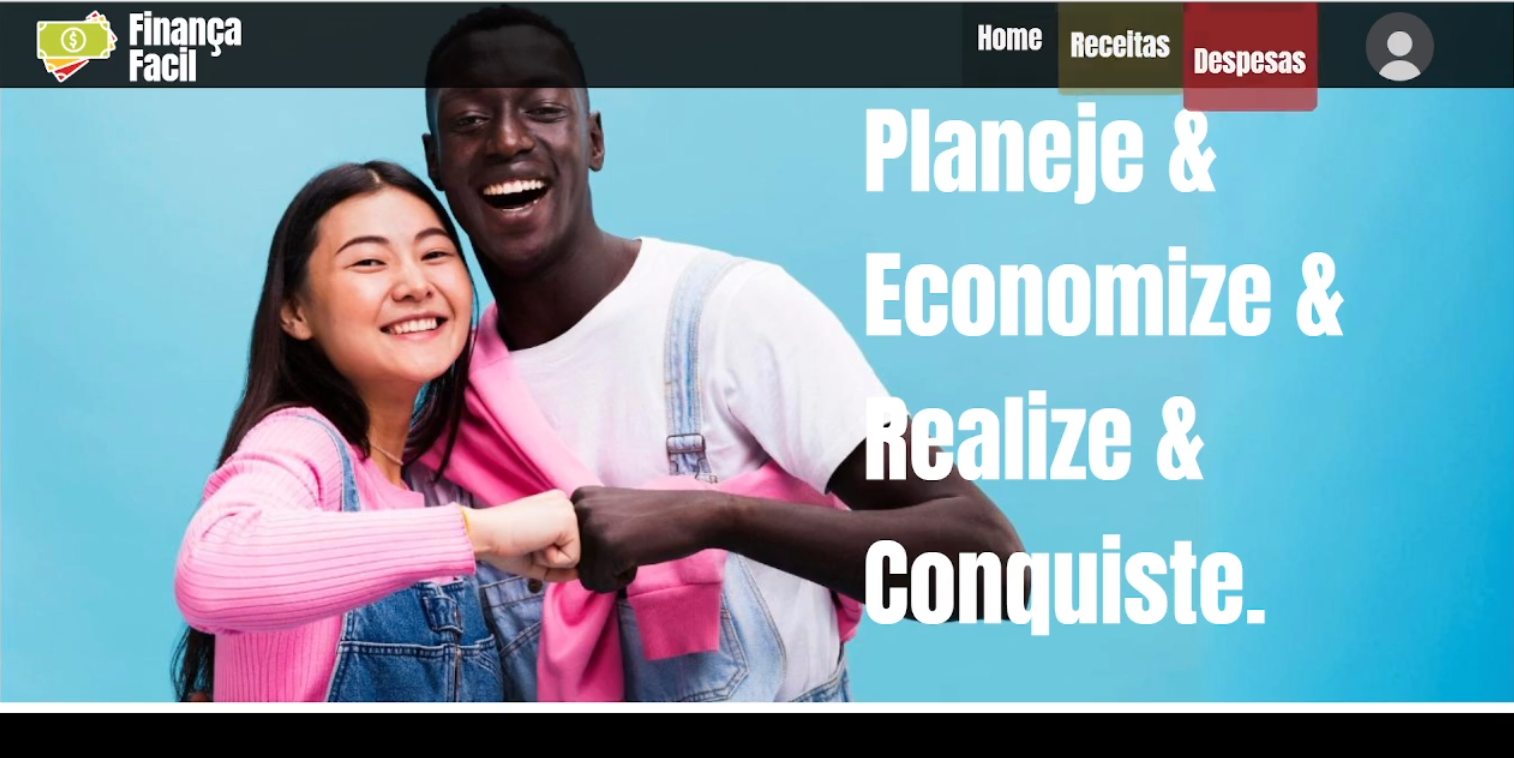 Finança
Facil
Home
Receitas
Despesas
Planeje &
Economize &
Realize &
Conquiste.